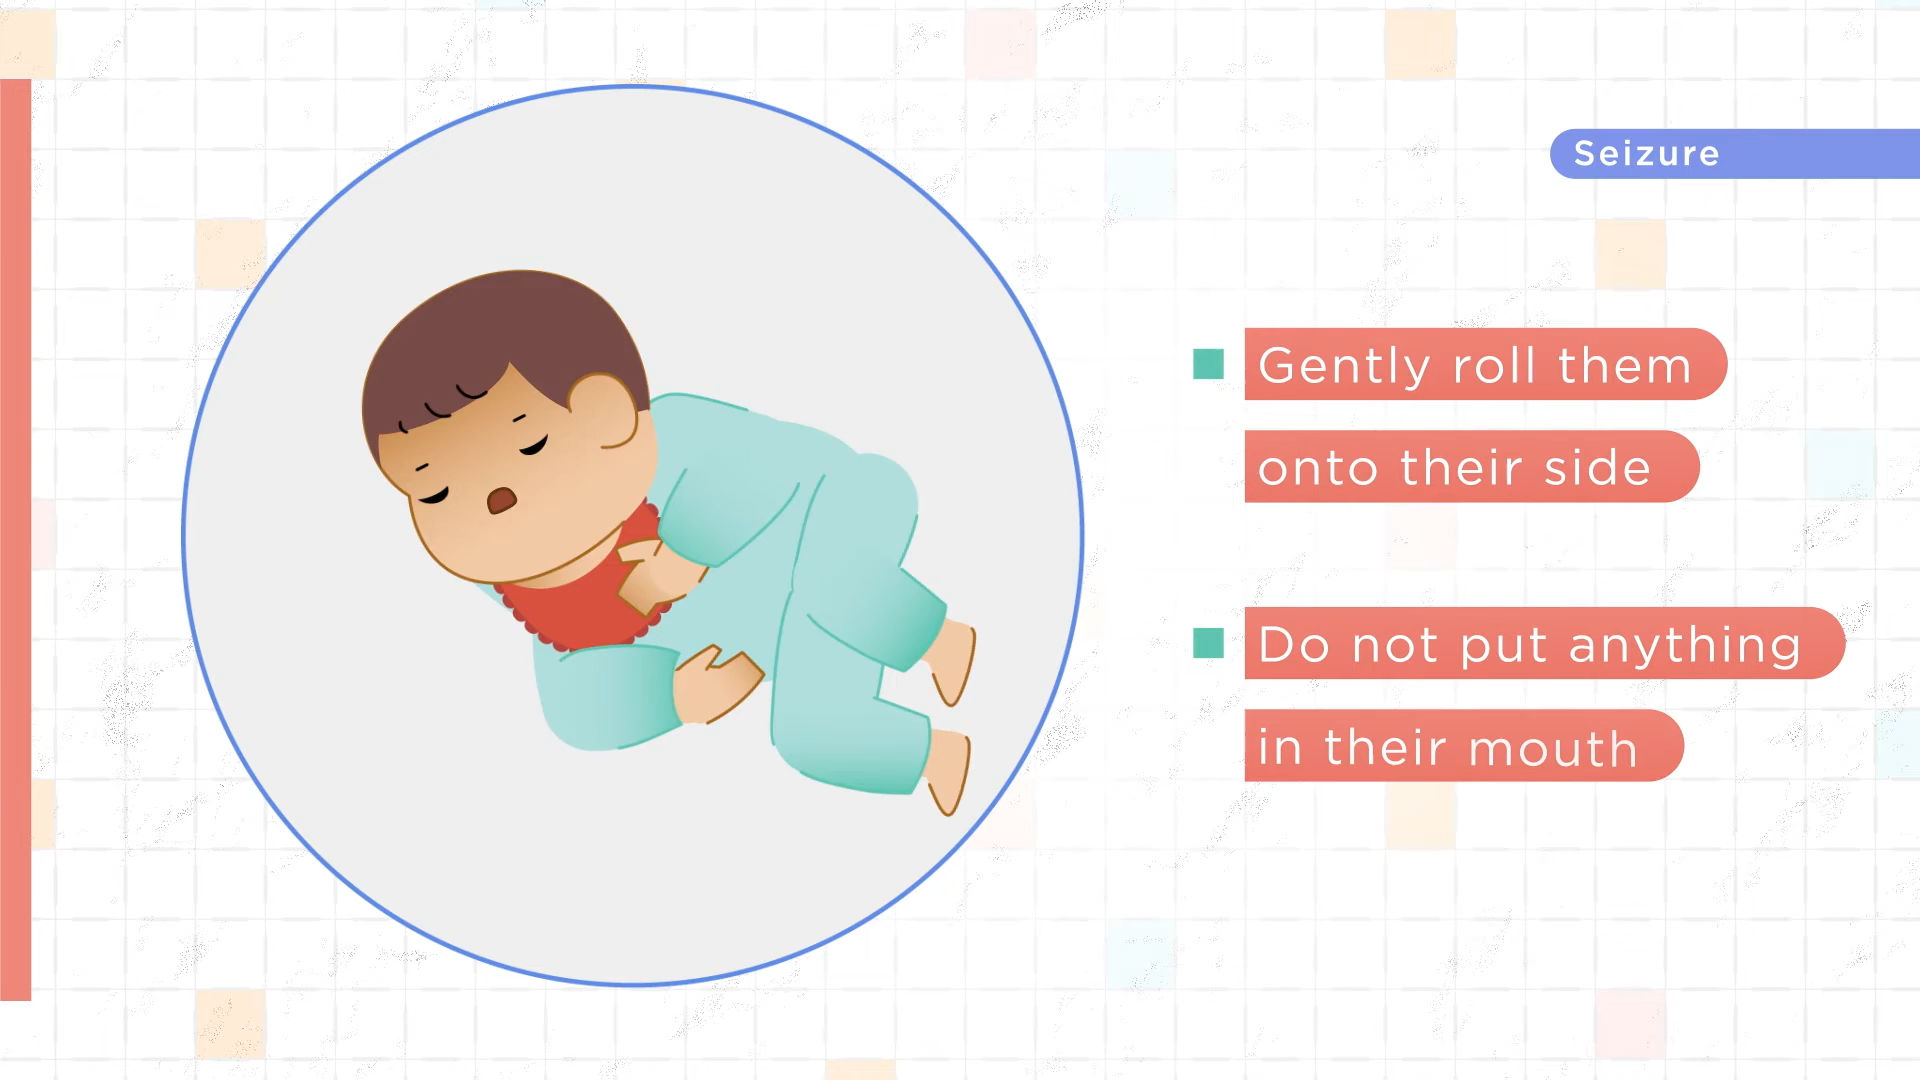 Seizure
Gently roll them
onto their side
Do not put anything
in their mouth